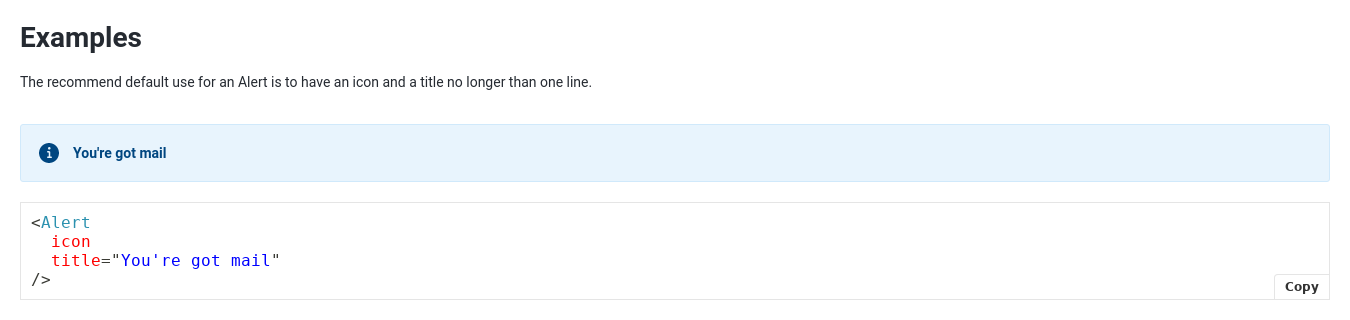 Examples
The recommend default use for an Alert is to have an icon and a title no longer than one line.
You're got mail
<Alert
  icon
  title="You're got mail"
/>
Copy